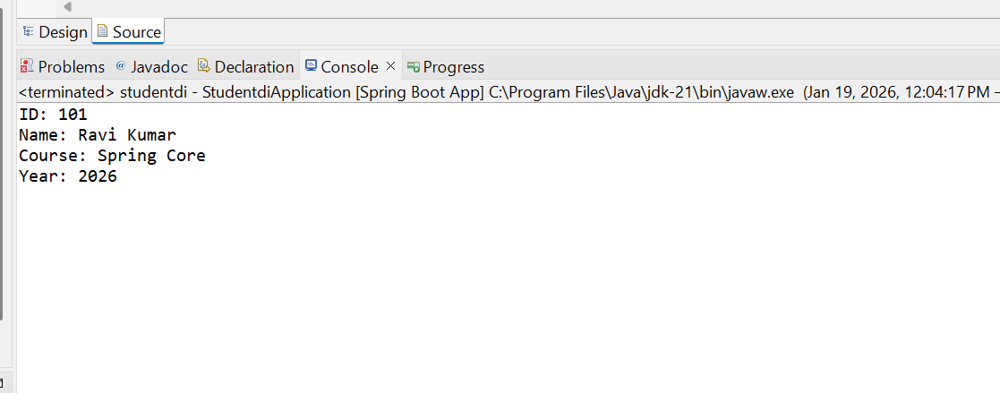 Design Source
Problems @ Javadoc Declaration Console × Progress
<terminated> studentdi - StudentdiApplication [Spring Boot App] C:\Program Files\Java\jdk-21\bin\javaw.exe (Jan 19, 2026, 12:04:17 PM –
ID: 101
Name: Ravi Kumar
Course: Spring Core
Year: 2026